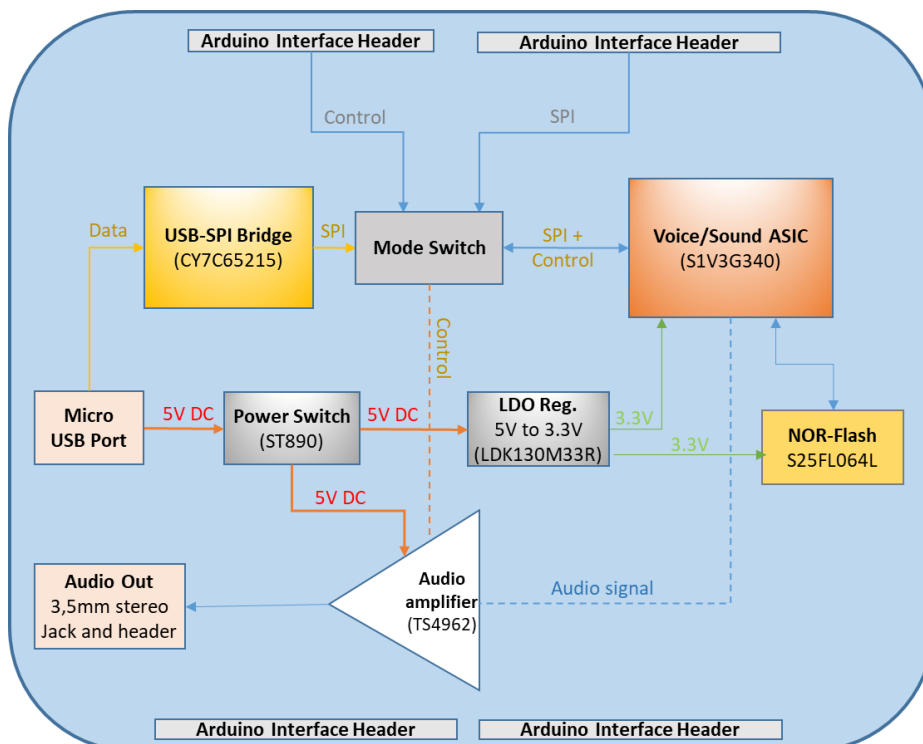 Arduino Interface Header
Arduino Interface Header
Control
SPI
Data
USB-SPI Bridge
(CY7C65215)
SPI
Mode Switch
SPI +
Control
Voice/Sound ASIC
(S1V3G340)
Control
Micro
USB Port
5V DC
Power Switch
(ST890)
5V DC
LDO Reg.
5V to 3.3V
(LDK130M33R)
3.3V
3.3V
NOR-Flash
S25FL064L
5V DC
Audio Out
3,5mm stereo
Jack and header
Audio
amplifier
(TS4962)
Audio signal
Arduino Interface Header
Arduino Interface Header